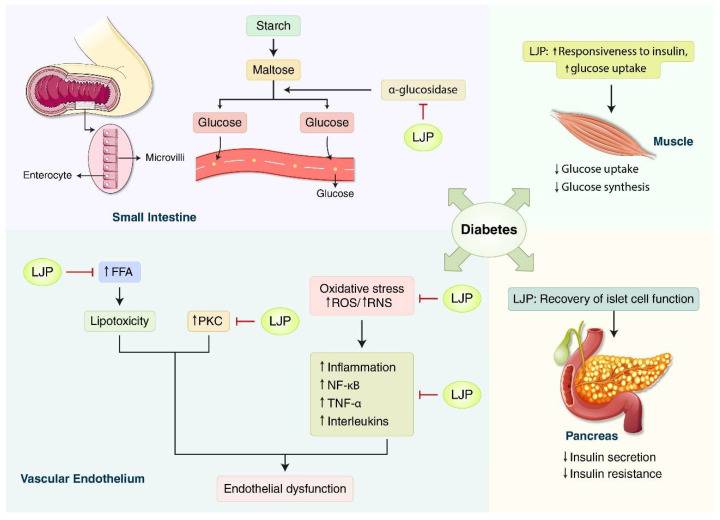 Starch
Maltose
α-glucosidase
Glucose
Glucose
LJP
Microvilli
Enterocyte
Glucose
Small Intestine
LJP: ↑Responsiveness to insulin,
↑glucose uptake
Muscle
↓Glucose uptake
↓Glucose synthesis
Diabetes
LJP
↑FFA
Lipotoxicity
↑PKC
LJP
Oxidative stress
↑ROS/↑RNS
LJP
↑Inflammation
↑NF-κB
↑TNF-α
↑Interleukins
LJP
Vascular Endothelium
Endothelial dysfunction
LJP: Recovery of islet cell function
Pancreas
↓Insulin secretion
↓Insulin resistance